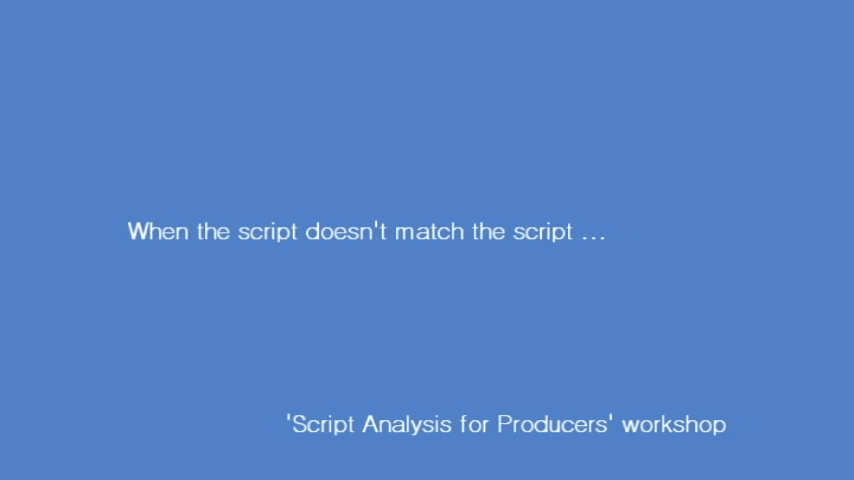 When the script doesn't match the script ...
'Script Analysis for Producers' workshop